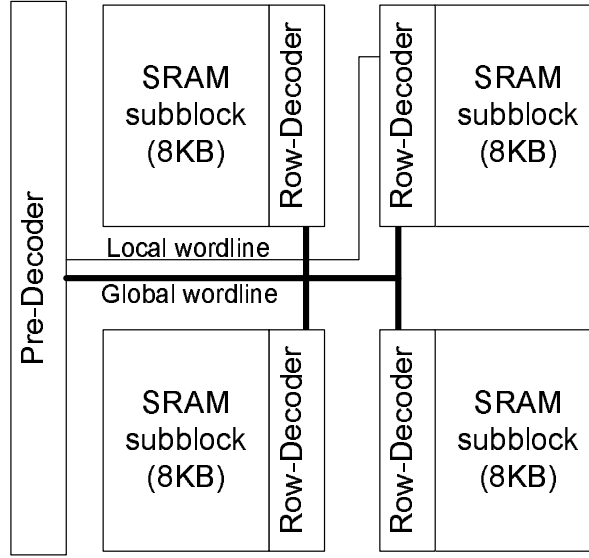 Pre-Decoder
SRAM
subblock
(8KB)
Row-Decoder
Row-Decoder
SRAM
subblock
(8KB)
Local wordline
Global wordline
SRAM
subblock
(8KB)
Row-Decoder
Row-Decoder
SRAM
subblock
(8KB)